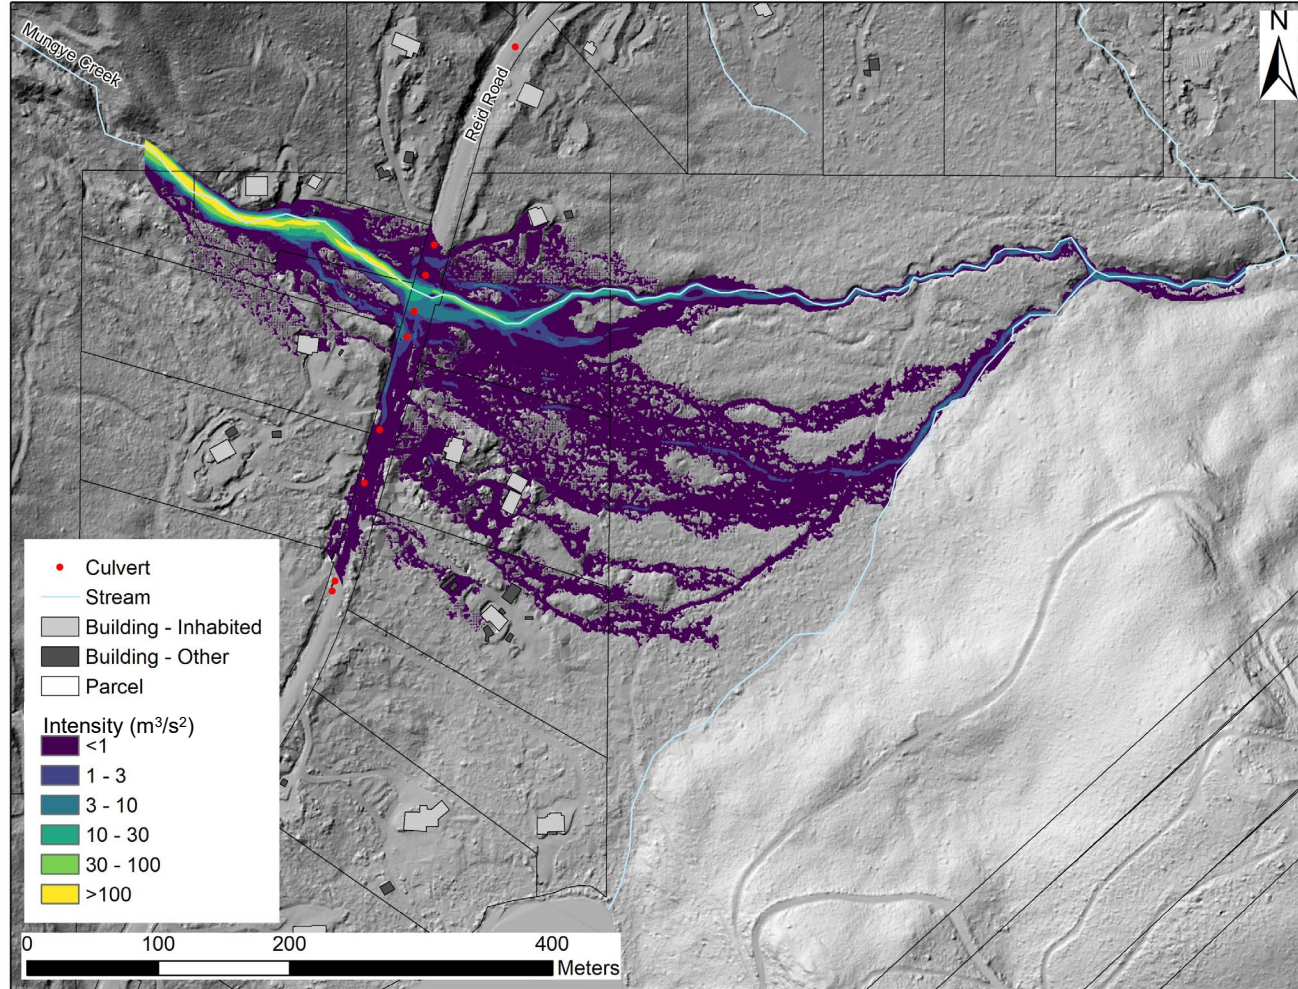 Mungye Creek
Reid Road
N
Culvert
Stream
Building - Inhabited
Building - Other
Parcel
Intensity (m³/s²)
<1
1 - 3
3 - 10
10 - 30
30 - 100
>100
0 100 200 400
Meters